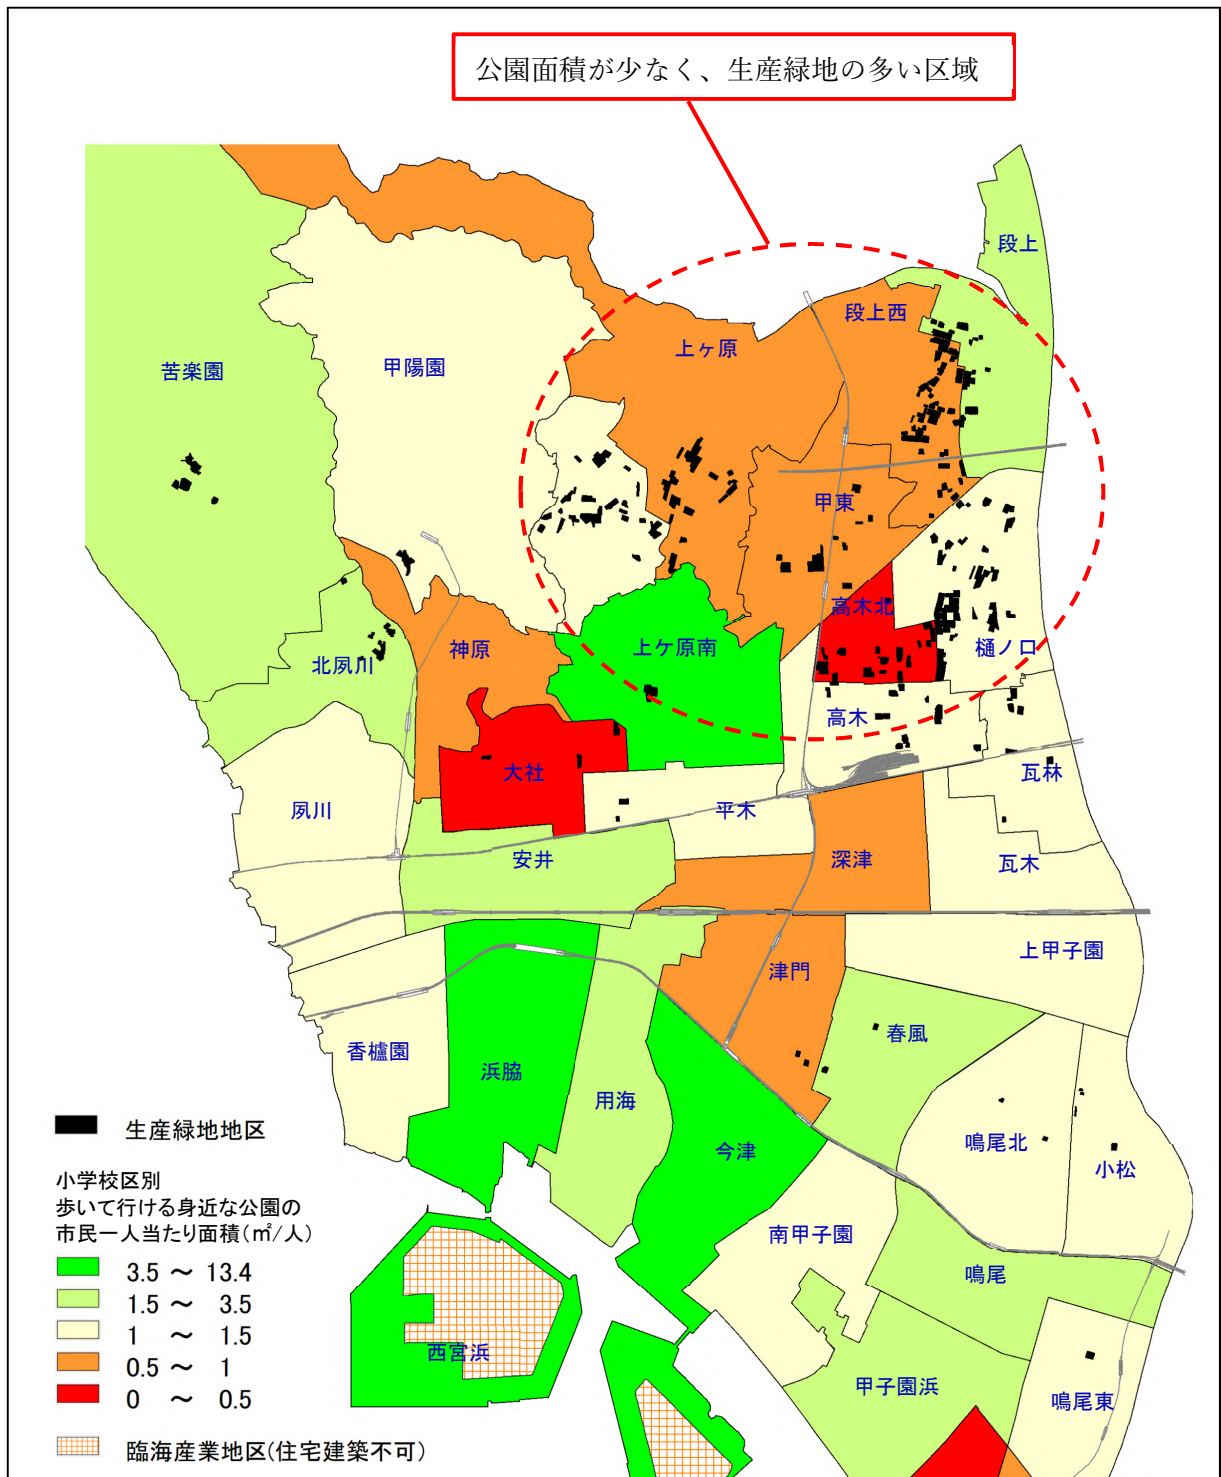 公園面積が少なく、生産緑地の多い区域
段上
段上西
上ヶ原
甲陽園
苦楽園
甲東
高木北
樋ノ口
上ケ原南
神原
北夙川
高木
大社
瓦林
夙川
平木
安井
深津
瓦木
上甲子園
津門
春風
香櫨園
浜脇
用海
今津
鳴尾北
小松
南甲子園
鳴尾
西宮浜
甲子園浜
鳴尾東
生産緑地地区
小学校区別
歩いて行ける身近な公園の
市民一人当たり面積(㎡/人)
3.5 ～ 13.4
1.5 ～ 3.5
1 ～ 1.5
0.5 ～ 1
0 ～ 0.5
臨海産業地区(住宅建築不可)